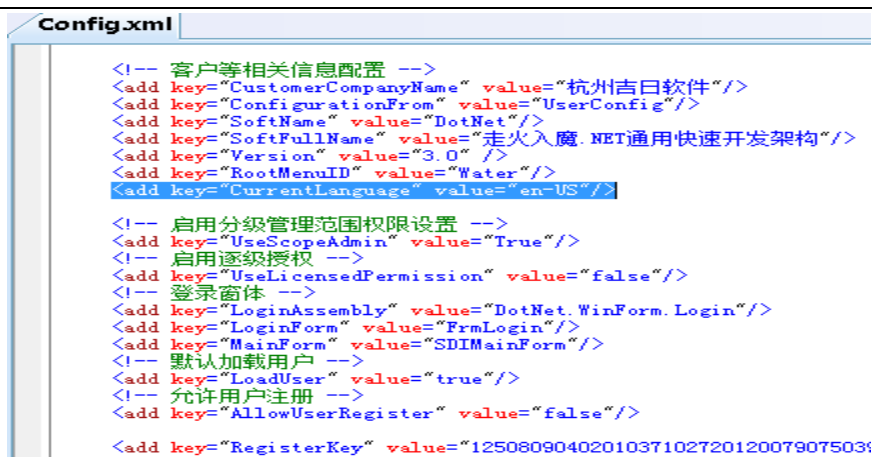 Config.xml
<!-- 客户等相关信息配置 -->
<add key="CustomerCompanyName" value="杭州吉日软件"/>
<add key="ConfigurationFrom" value="UserConfig"/>
<add key="SoftName" value="DotNet"/>
<add key="SoftFullName" value="走火入魔.NET通用快速开发架构"/>
<add key="Version" value="3.0" />
<add key="RootMenuID" value="Water"/>
<add key="CurrentLanguage" value="en-US"/>
<!-- 启用分级管理范围权限设置 -->
<add key="UseScopeAdmin" value="True"/>
<!-- 启用逐级授权 -->
<add key="UseLicensedPermission" value="false"/>
<!-- 登录窗体 -->
<add key="LoginAssembly" value="DotNet.WinForm.Login"/>
<add key="LoginForm" value="FrmLogin"/>
<add key="MainForm" value="SDIMainForm"/>
<!-- 默认加载用户 -->
<add key="LoadUser" value="true"/>
<!-- 允许用户注册 -->
<add key="AllowUserRegister" value="false"/>
<add key="RegisterKey" value="1250809040201037102720120079075039